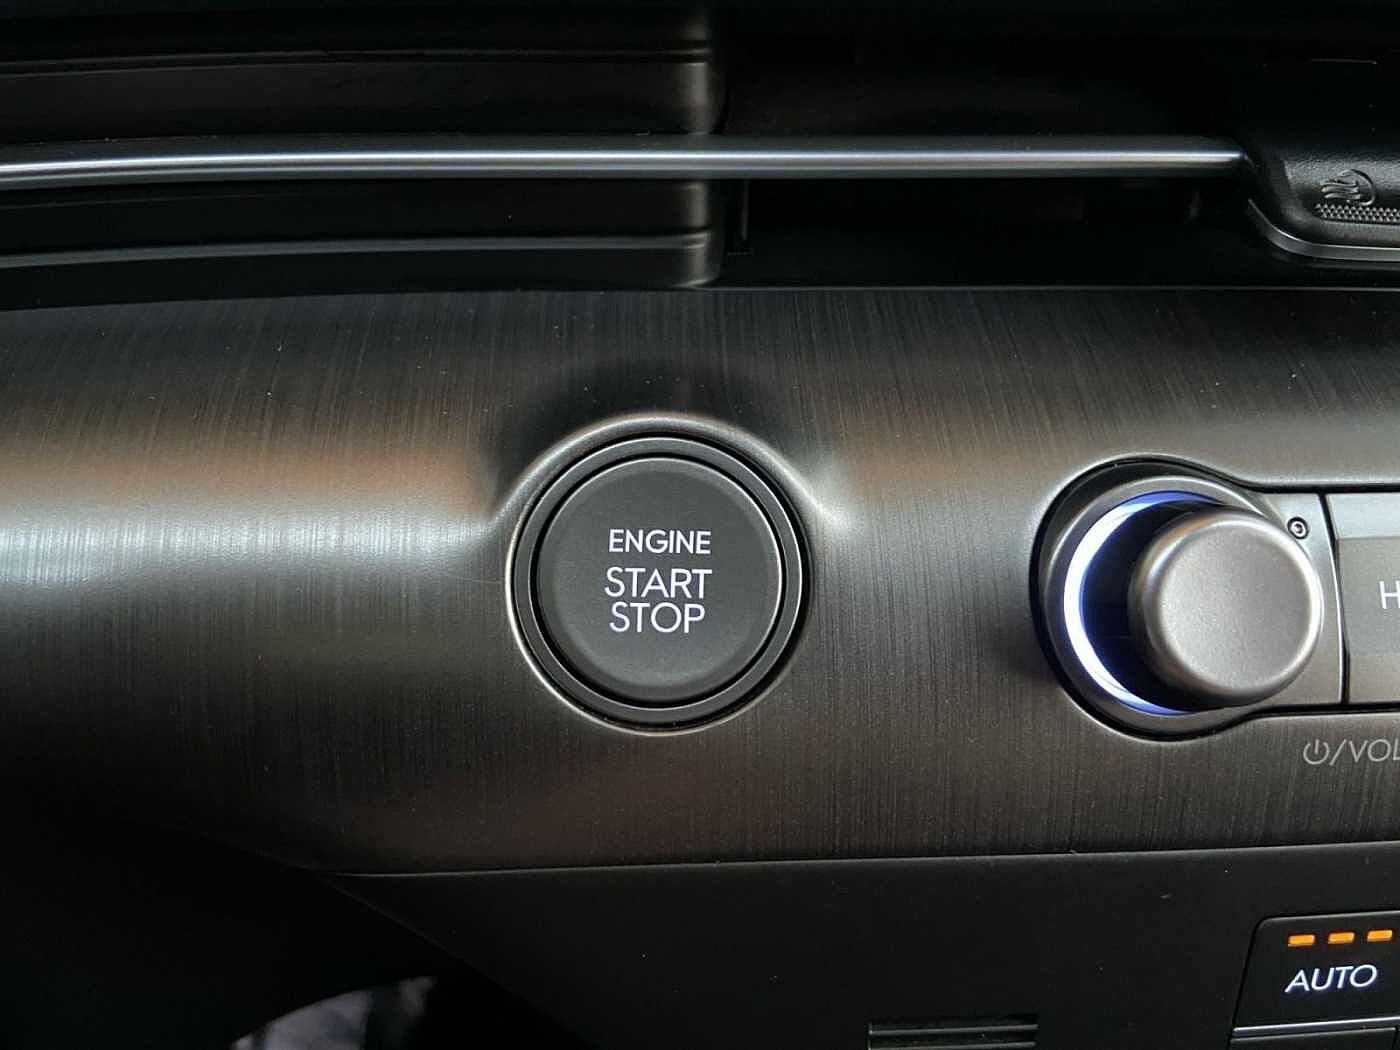 ENGINE
START
STOP
H
/VOL
AUTO